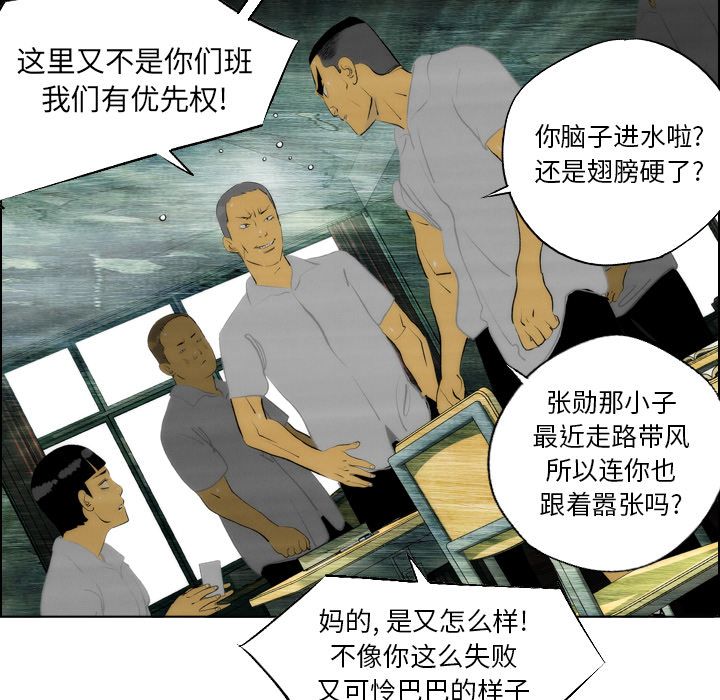 这里又不是你们班
我们有优先权!
你脑子进水啦?
还是翅膀硬了?
张勋那小子
最近走路带风
所以连你也
跟着嚣张吗?
妈的, 是又怎么样!
不像你这么失败
又可怜巴巴的样子